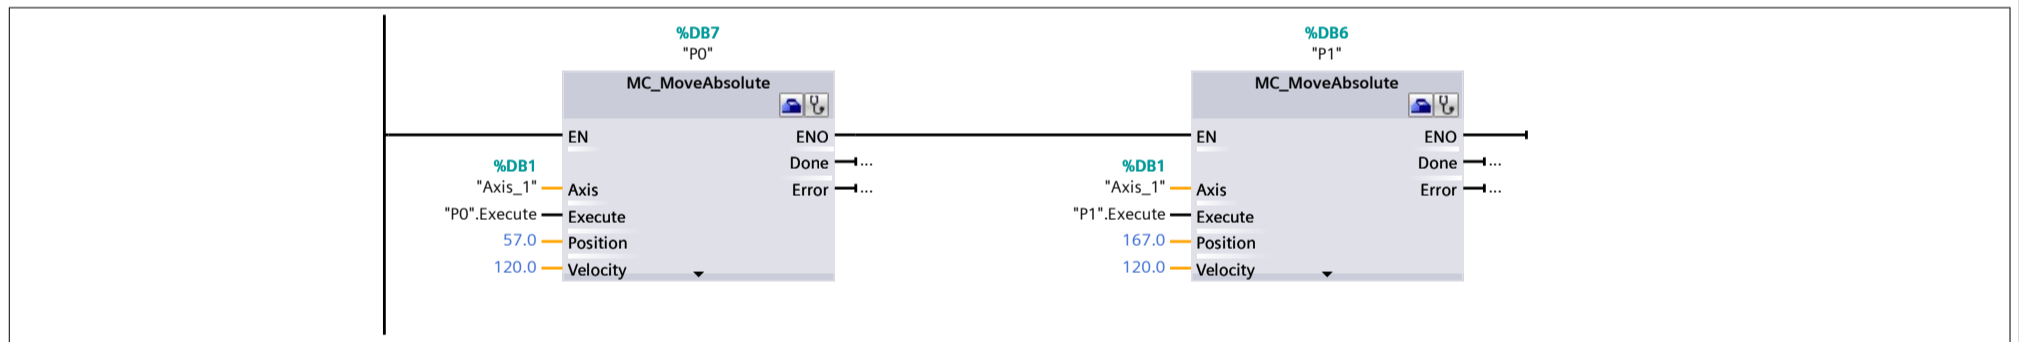 %DB7
"P0"
MC_MoveAbsolute
EN
ENO
Done
...
%DB1
"Axis_1"
Axis
Error
...
"P0".Execute
Execute
57.0
Position
120.0
Velocity
%DB6
"P1"
MC_MoveAbsolute
EN
ENO
Done
...
%DB1
"Axis_1"
Axis
Error
...
"P1".Execute
Execute
167.0
Position
120.0
Velocity